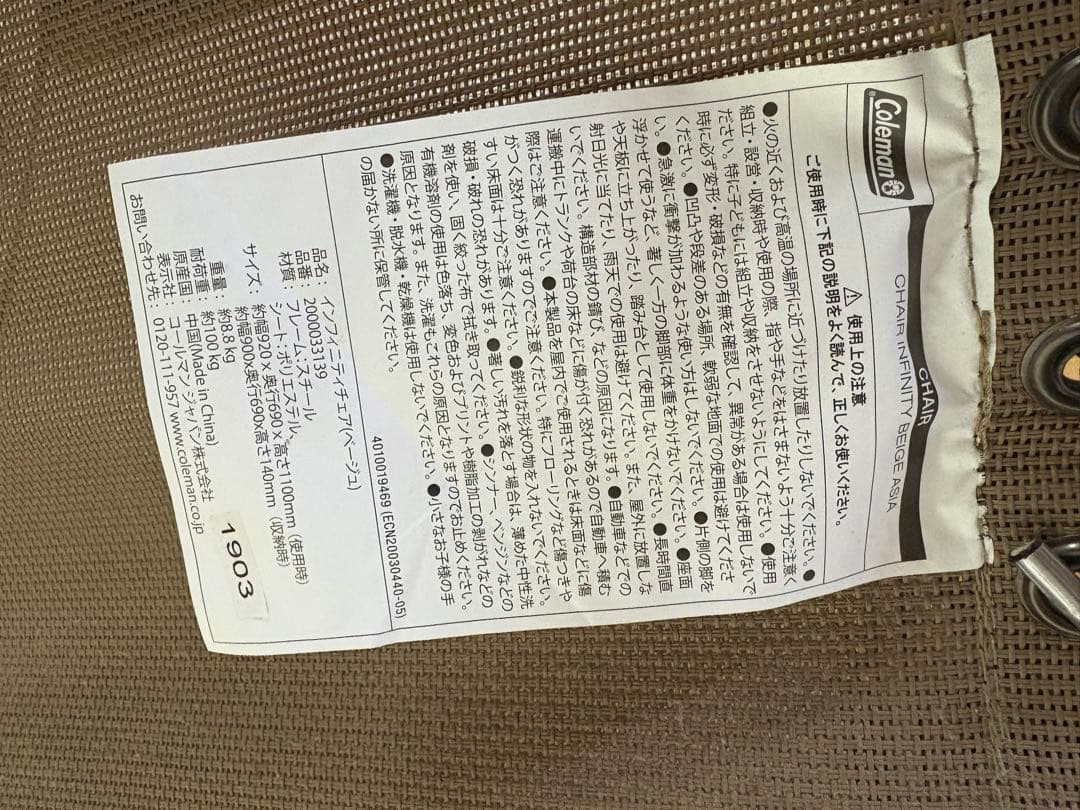 Coleman®
CHAIR
CHAIR INFINITY BEIGE ASIA
⚠ 使用上の注意
ご使用時に下記の説明をよく読んで、正しくお使いください。
●火の近くおよび高温の場所に近づけたり放置したりしないでください。●
組立・設営・収納時や使用の際、指や手などをはさまないよう十分ご注意く
ださい。特に子どもには組立や収納をさせないようにしてください。●使用
時に必ず変形・破損などの有無を確認して、異常がある場合は使用しないで
ください。●凹凸や段差のある場所、軟弱な地面での使用は避けてくださ
い。●急激に衝撃が加わるような使い方はしないでください。●片側の脚を
浮かせて使うなど、著しく一方の脚部に体重をかけないでください。●座面
や天板に立ち上がったり、踏み台として使用しないでください。●長時間直
射日光に当てたり、雨天での使用は避けてください。また、屋外に放置しな
いでください。構造部材の錆び、などの原因になります。●自動車などでの
運搬中にトランクや荷台の床などに傷が付く恐れがあるので自動車へ積む
際はご注意ください。●本製品を屋内でご使用されるときは床面などに傷
がつく恐れがありますのでご注意ください。特にフローリングなど傷つきや
すい床面は十分ご注意ください。●鋭利な形状の物を入れないでください。
破損・破れの恐れがあります。●著しい汚れを落とす場合は、薄めた中性洗
剤を使い、固く絞った布で拭き取ってください。●シンナー、ベンジンなどの
有機溶剤の使用は色落ち、変色およびプリントや樹脂加工の剥がれなどの
原因となります。また、洗濯もこれらの原因となりますのでお止めください。
●洗濯機・脱水機・乾燥機は使用しないでください。●小さなお子様の手
の届かない所に保管してください。
4010019469 (ECN20030440-05)
品名：インフィニティチェア(ベージュ)
品番：2000033139
材質：フレーム：スチール
シート：ポリエステル
サイズ：約幅920 x 奥行690 x 高さ1100mm (使用時)
約幅900x奥行690x高さ140mm (収納時)
重量：約8.8 kg
耐荷重：約100 kg
原産国：中国(Made in China)
表示社：コールマン ジャパン株式会社
お問い合わせ先：0120-111-957 www.coleman.co.jp
1903